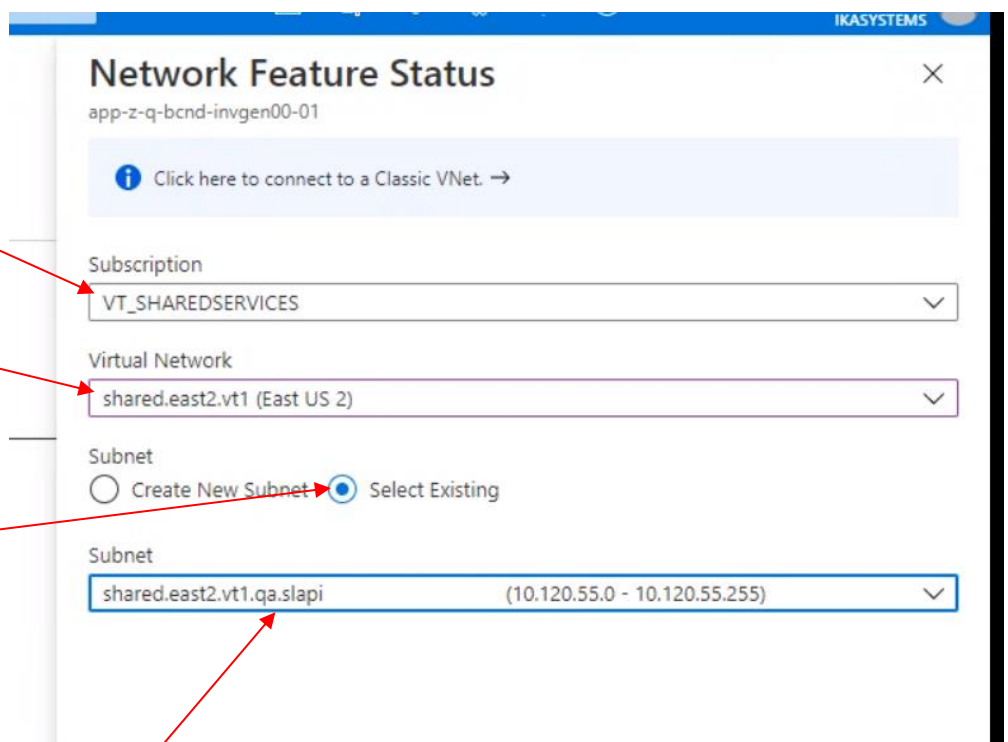 IKASYSTEMS
Network Feature Status
app-z-q-bcnd-invgen00-01
Click here to connect to a Classic VNet. →
Subscription
VT_SHAREDSERVICES
Virtual Network
shared.east2.vt1 (East US 2)
Subnet
Create New Subnet Select Existing
Subnet
shared.east2.vt1.qa.slapi (10.120.55.0 - 10.120.55.255)